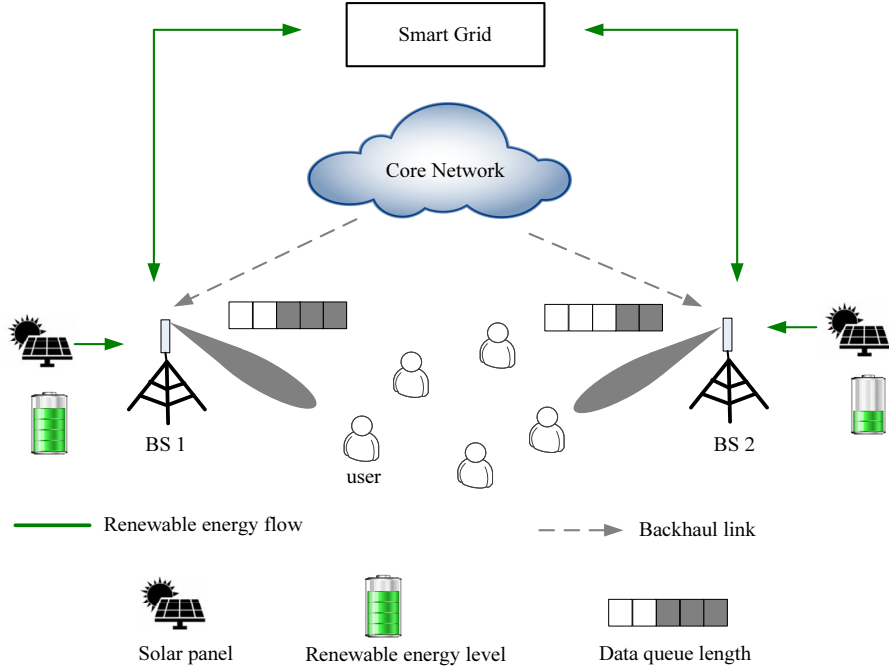 Smart Grid
Core Network
BS 1
BS 2
user
Renewable energy flow
Backhaul link
Solar panel
Renewable energy level
Data queue length